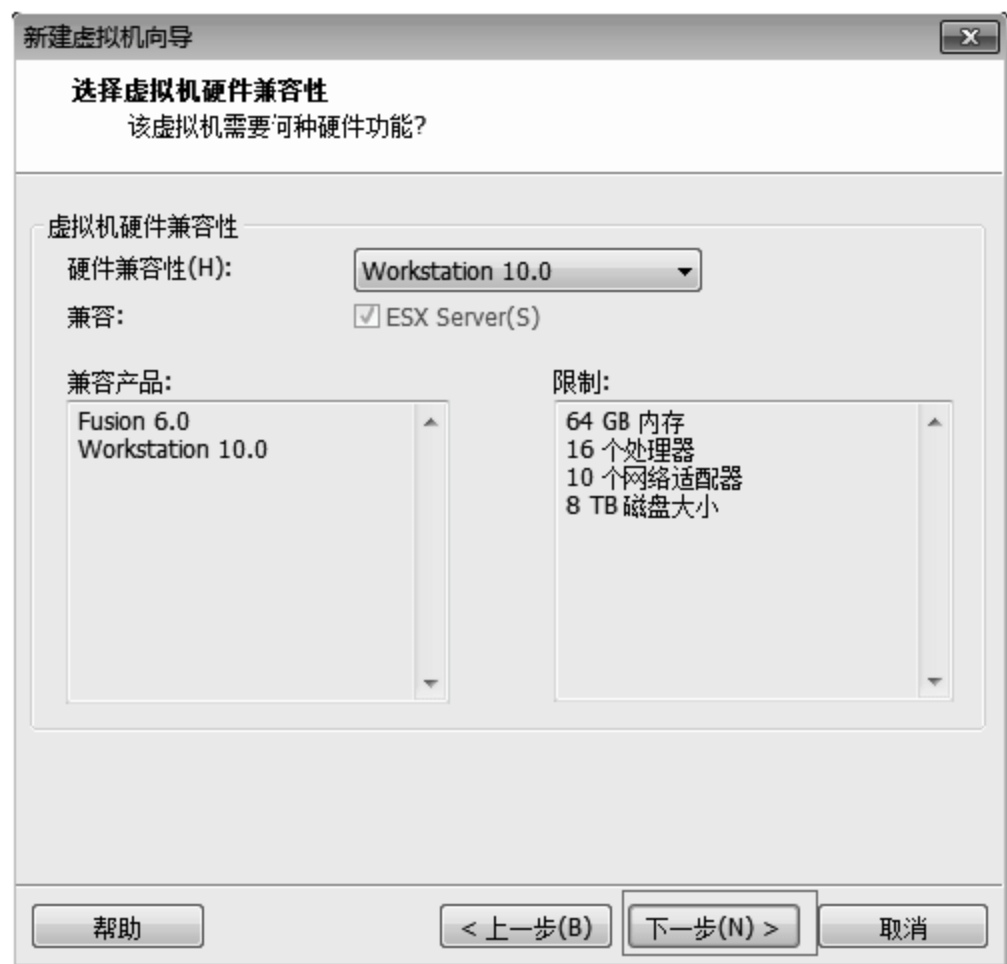 新建虚拟机向导
选择虚拟机硬件兼容性
该虚拟机需要何种硬件功能?
虚拟机硬件兼容性
硬件兼容性(H):
Workstation 10.0
兼容:
ESX Server(S)
兼容产品:
限制:
Fusion 6.0
Workstation 10.0
64 GB 内存
16 个处理器
10 个网络适配器
8 TB 磁盘大小
帮助
< 上一步(B)
下一步(N) >
取消